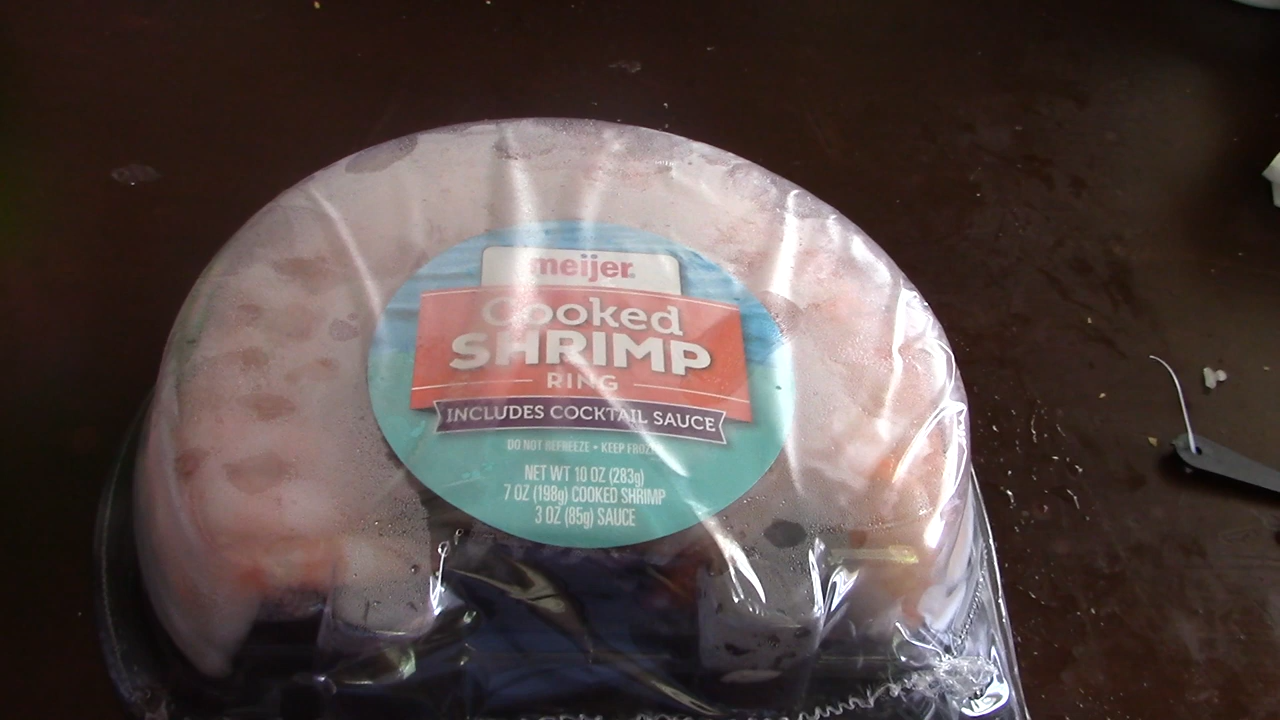 meijer
Cooked
SHRIMP
RING
INCLUDES COCKTAIL SAUCE
DO NOT REFREEZE • KEEP FROZEN
NET WT 10 OZ (283g)
7 OZ (198g) COOKED SHRIMP
3 OZ (85g) SAUCE